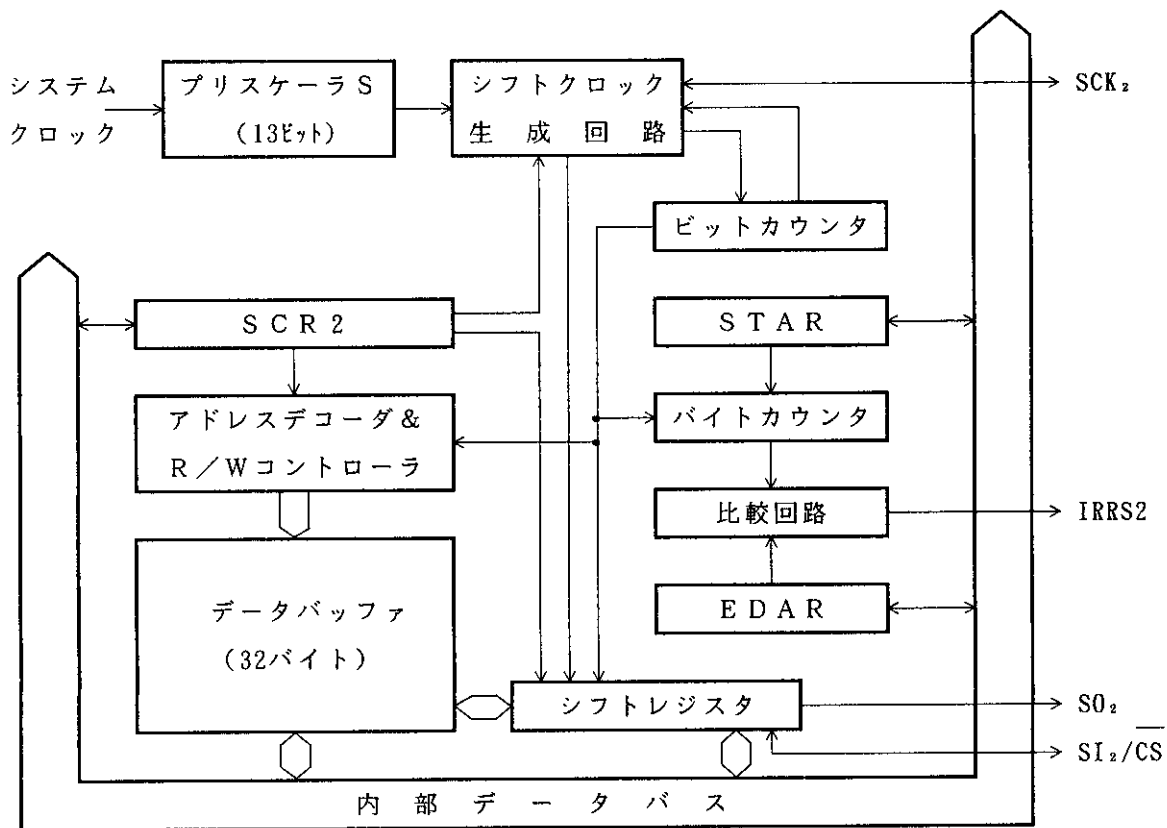 システム
クロック
プリスケーラS
(13ビット)
シフトクロック
生成回路
SCK₂
ビットカウンタ
SCR2
STAR
アドレスデコーダ&
R/Wコントローラ
バイトカウンタ
比較回路
IRRS2
データバッファ
(32バイト)
EDAR
シフトレジスタ
SO₂
SI₂/C̅S̅
内部データバス